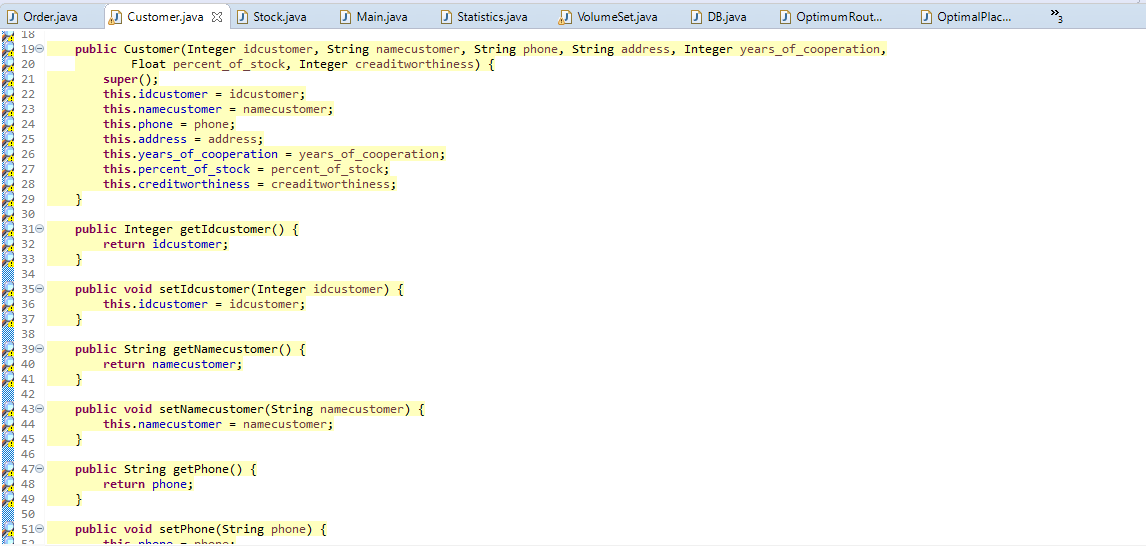 Order.java Customer.java Stock.java Main.java Statistics.java VolumeSet.java DB.java OptimumRout... OptimalPlac... »3
18
19 public Customer(Integer idcustomer, String namecustomer, String phone, String address, Integer years_of_cooperation,
20 Float percent_of_stock, Integer creaditworthiness) {
21 super();
22 this.idcustomer = idcustomer;
23 this.namecustomer = namecustomer;
24 this.phone = phone;
25 this.address = address;
26 this.years_of_cooperation = years_of_cooperation;
27 this.percent_of_stock = percent_of_stock;
28 this.creditworthiness = creaditworthiness;
29 }
30
31 public Integer getIdcustomer() {
32 return idcustomer;
33 }
34
35 public void setIdcustomer(Integer idcustomer) {
36 this.idcustomer = idcustomer;
37 }
38
39 public String getNamecustomer() {
40 return namecustomer;
41 }
42
43 public void setNamecustomer(String namecustomer) {
44 this.namecustomer = namecustomer;
45 }
46
47 public String getPhone() {
48 return phone;
49 }
50
51 public void setPhone(String phone) {
52 this.phone = phone;